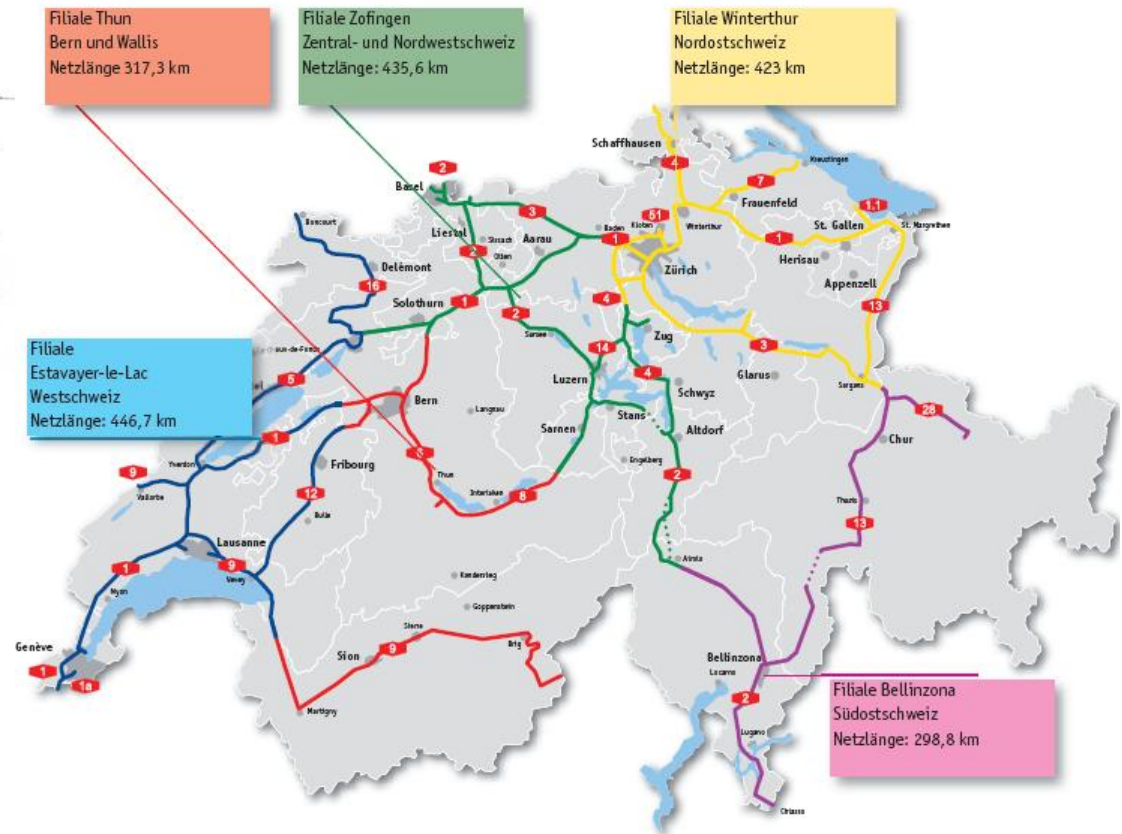 Filiale Thun
Bern und Wallis
Netzlänge 317,3 km
Filiale Zofingen
Zentral- und Nordwestschweiz
Netzlänge: 435,6 km
Filiale Winterthur
Nordostschweiz
Netzlänge: 423 km
Schaffhausen
Kreuzlingen
4
7
2
Basel
Frauenfeld
1.1
3
51
Boncourt
Liestal
Sissach
Aarau
Baden
Kloten
Winterthur
St. Gallen
St. Margrethen
1
1
2
Olten
Zürich
Herisau
Delémont
Appenzell
16
Solothurn
1
4
13
2
Sursee
Zug
Filiale
Estavayer-le-Lac
Westschweiz
Netzlänge: 446,7 km
14
3
5
Luzern
4
Glarus
Sargans
Bern
Langnau
Schwyz
28
1
Stans
Sarnen
Altdorf
Chur
8
Engelberg
Yverdon
Fribourg
9
Thun
2
Vallorbe
12
Interlaken
8
Thusis
Bulle
13
Lausanne
9
Airolo
1
Vevey
Kandersteg
Nyon
Goppenstein
Genève
Sierre
Brig
Sion
9
Bellinzona
1
1a
Locarno
Martigny
2
Filiale Bellinzona
Südostschweiz
Netzlänge: 298,8 km
Lugano
Chiasso